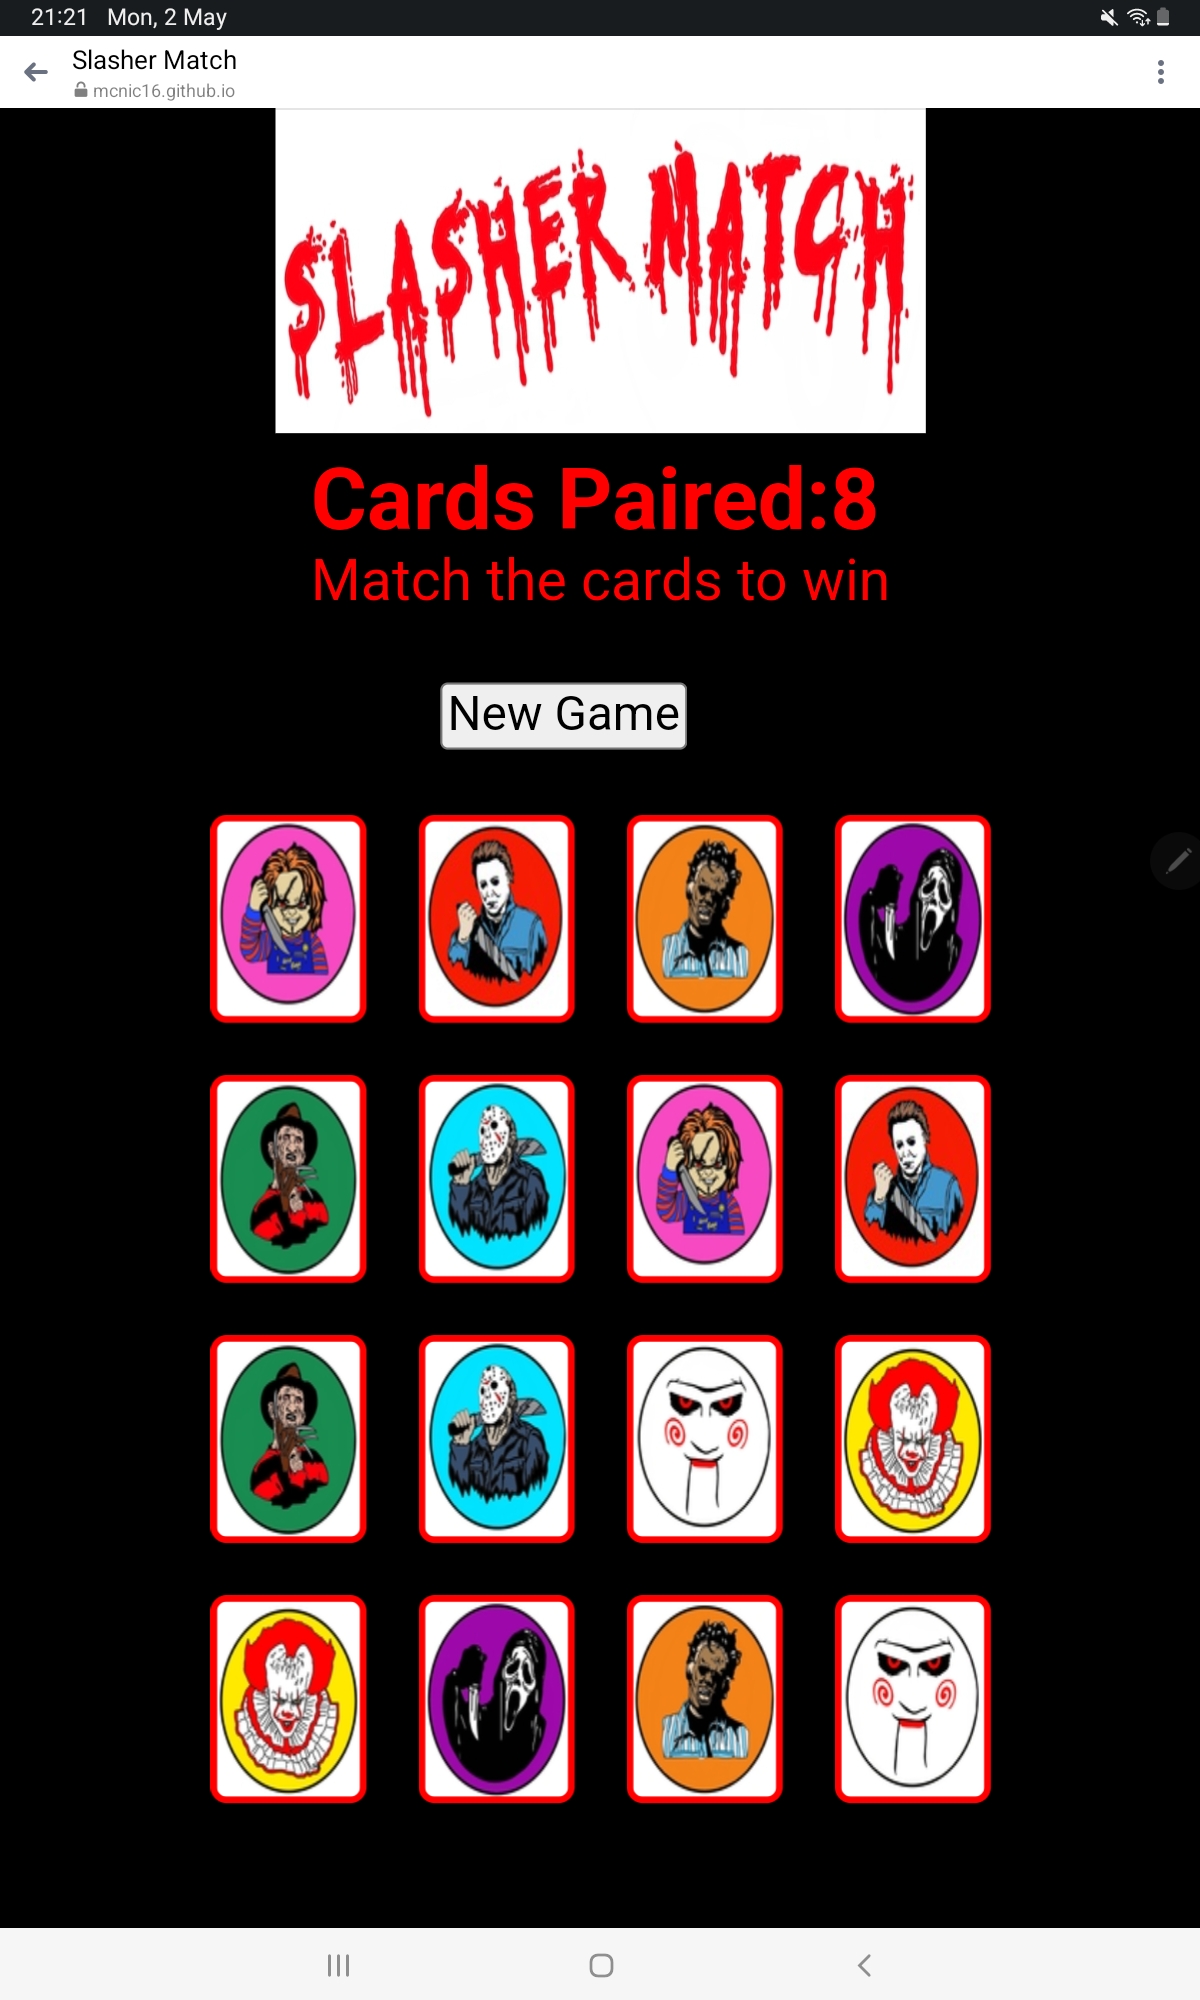 21:21 Mon, 2 May
Slasher Match
mcnic16.github.io
SLASHER MATCH
Cards Paired:8
Match the cards to win
New Game